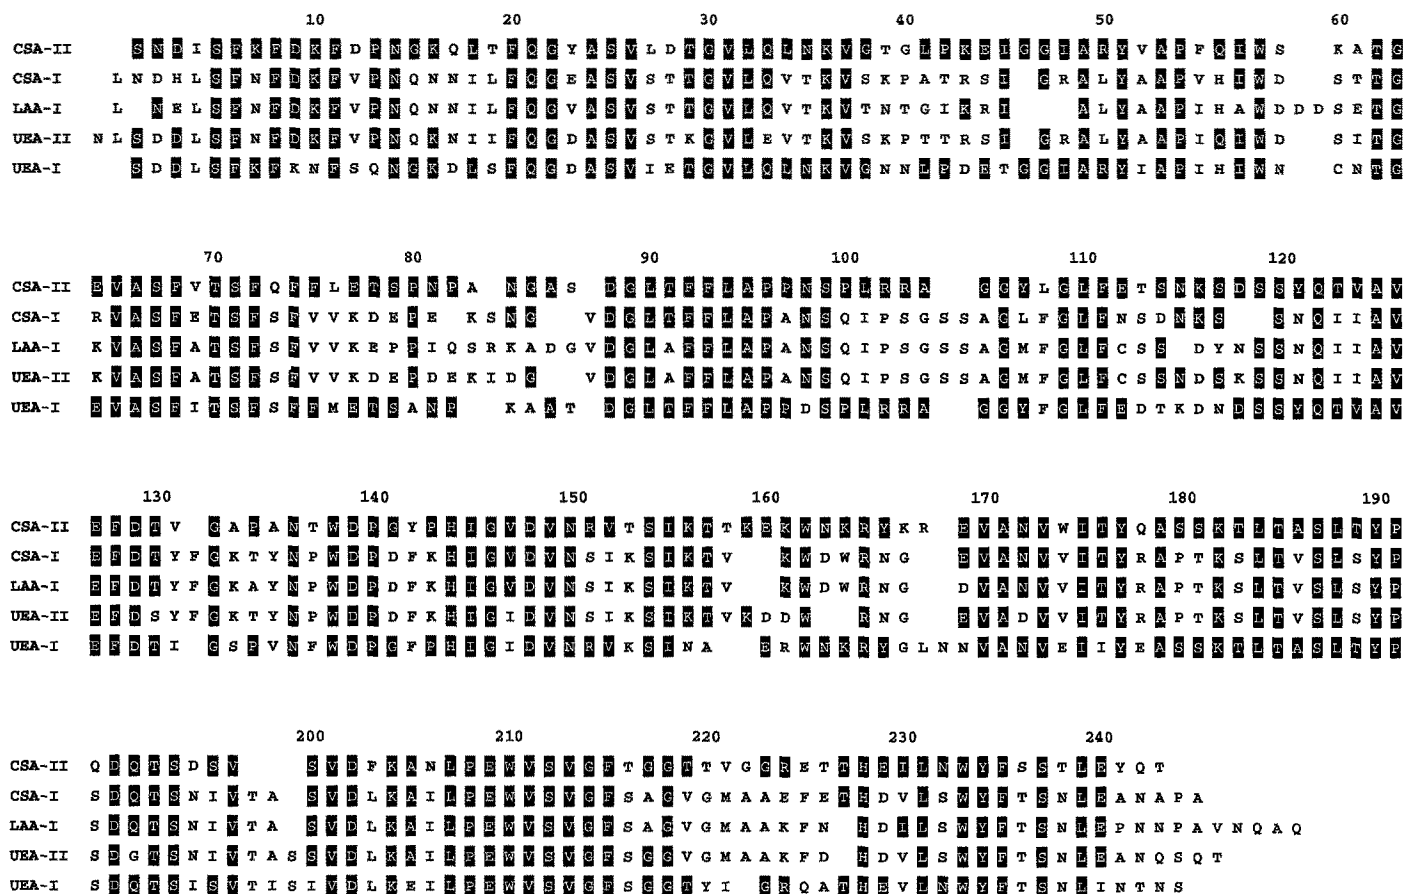 10 20 30 40 50 60
CSA-II S N D I S F K F D K F D P N G K Q L T F Q G Y A S V L D T G V L Q L N K V G T G L P K E I G G I A R Y V A P F Q I W S K A T G
CSA-I L N D H L S F N F D K F V P N Q N N I L F Q G E A S V S T T G V L Q V T K V S K P A T R S I G R A L Y A A P V H I W D S T T G
LAA-I L N E L S F N F D K F V P N Q N N I L F Q G V A S V S T T G V L Q V T K V T N T G I K R I A L Y A A P I H A W D D D S E T G
UEA-II N L S D D L S F N F D K F V P N Q K N I I F Q G D A S V S T K G V L E V T K V S K P T T R S I G R A L Y A A P I Q I W D S I T G
UEA-I S D D L S F K F K N F S Q N G K D L S F Q G D A S V I E T G V L Q L N K V G N N L P D E T G G I A R Y I A P I H I W N C N T G
70 80 90 100 110 120
CSA-II E V A S F V T S F Q F F L E T S P N P A N G A S D G L T F F L A P P N S P L R R A G G Y L G L F E T S N K S D S S Y Q T V A V
CSA-I R V A S F E T S F S F V V K D E P E K S N G V D G L T F F L A P A N S Q I P S G S S A G L F G L F N S D N K S S N Q I I A V
LAA-I K V A S F A T S F S F V V K E P P I Q S R K A D G V D G L A F F L A P A N S Q I P S G S S A G M F G L F C S S D Y N S S N Q I I A V
UEA-II K V A S F A T S F S F V V K D E P D E K I D G V D G L A F F L A P A N S Q I P S G S S A G M F G L F C S S N D S K S S N Q I I A V
UEA-I E V A S F I T S F S F F M E T S A N P K A A T D G L T F F L A P P D S P L R R A G G Y F G L F E D T K D N D S S Y Q T V A V
130 140 150 160 170 180 190
CSA-II E F D T V G A P A N T W D P G Y P H I G V D V N R V T S I K T T K E K W N K R Y K R E V A N V W I T Y Q A S S K T L T A S L T Y P
CSA-I E F D T Y F G K T Y N P W D P D F K H I G V D V N S I K S I K T V K W D W R N G E V A N V V I T Y R A P T K S L T V S L S Y P
LAA-I E F D T Y F G K A Y N P W D P D F K H I G V D V N S I K S I K T V K W D W R N G D V A N V V I T Y R A P T K S L T V S L S Y P
UEA-II E F D S Y F G K T Y N P W D P D F K H I G I D V N S I K S I K T V K D D W R N G E V A D V V I T Y R A P T K S L T V S L S Y P
UEA-I E F D T I G S P V N F W D P G F P H I G I D V N R V K S I N A E R W N K R Y G L N N V A N V E I I Y E A S S K T L T A S L T Y P
200 210 220 230 240
CSA-II Q D Q T S D S V S V D F K A N L P E W V S V G F T G G T T V G G R E T T H E I L N W Y F S S T L E Y Q T
CSA-I S D Q T S N I V T A S V D L K A I L P E W V S V G F S A G V G M A A E F E T H D V L S W Y F T S N L E A N A P A
LAA-I S D Q T S N I V T A S V D L K A I L P E W V S V G F S A G V G M A A K F N H D I L S W Y F T S N L E P N N P A V N Q A Q
UEA-II S D G T S N I V T A S S V D L K A I L P E W V S V G F S G G V G M A A K F D H D V L S W Y F T S N L E A N Q S Q T
UEA-I S D Q T S I S V T I S I V D L K E I L P E W V S V G F S G G T Y I G R Q A T H E V L N W Y F T S N L I N T N S